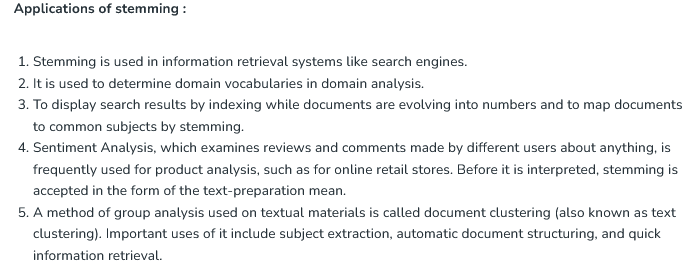 Applications of stemming :
1. Stemming is used in information retrieval systems like search engines.
2. It is used to determine domain vocabularies in domain analysis.
3. To display search results by indexing while documents are evolving into numbers and to map documents
to common subjects by stemming.
4. Sentiment Analysis, which examines reviews and comments made by different users about anything, is
frequently used for product analysis, such as for online retail stores. Before it is interpreted, stemming is
accepted in the form of the text-preparation mean.
5. A method of group analysis used on textual materials is called document clustering (also known as text
clustering). Important uses of it include subject extraction, automatic document structuring, and quick
information retrieval.